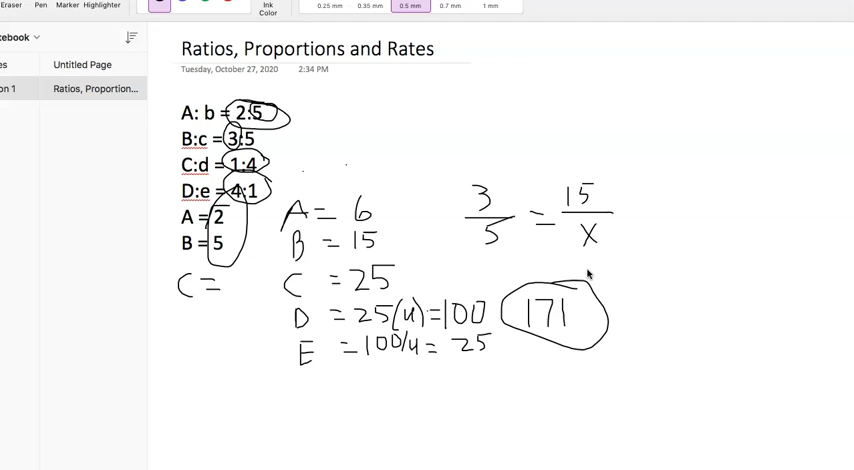 Eraser Pen Marker Highlighter Ink Color 0.25 mm 0.35 mm 0.5 mm 0.7 mm 1 mm
tebook
es Untitled Page
on 1 Ratios, Proportion...
Ratios, Proportions and Rates
Tuesday, October 27, 2020 2:34 PM
A: b = 2:5
B:c = 3:5
C:d = 1:4
D:e = 4:1
A = 2
B = 5
C =
A = 6
B = 15
C = 25
D = 25(4) = 100
E = 100/4 = 25
3/5 = 15/x
171